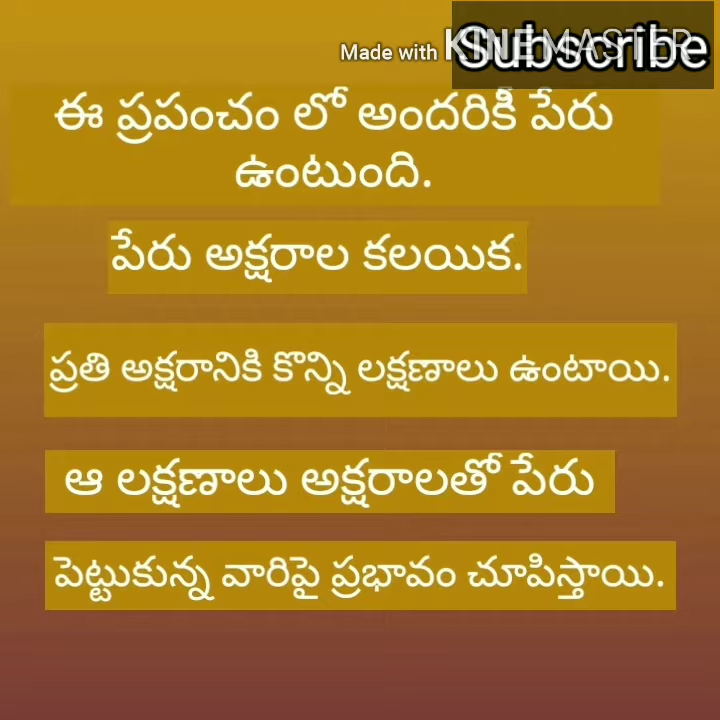 Made with KINEMASTER
Subscribe
ఈ ప్రపంచం లో అందరికీ పేరు
ఉంటుంది.
పేరు అక్షరాల కలయిక.
ప్రతి అక్షరానికి కొన్ని లక్షణాలు ఉంటాయి.
ఆ లక్షణాలు అక్షరాలతో పేరు
పెట్టుకున్న వారిపై ప్రభావం చూపిస్తాయి.